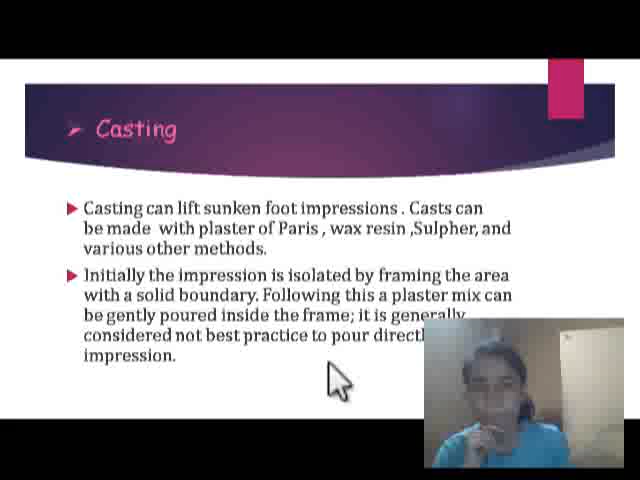 Casting
Casting can lift sunken foot impressions . Casts can
be made with plaster of Paris , wax resin ,Sulpher, and
various other methods.
Initially the impression is isolated by framing the area
with a solid boundary. Following this a plaster mix can
be gently poured inside the frame; it is generally
considered not best practice to pour
impression.